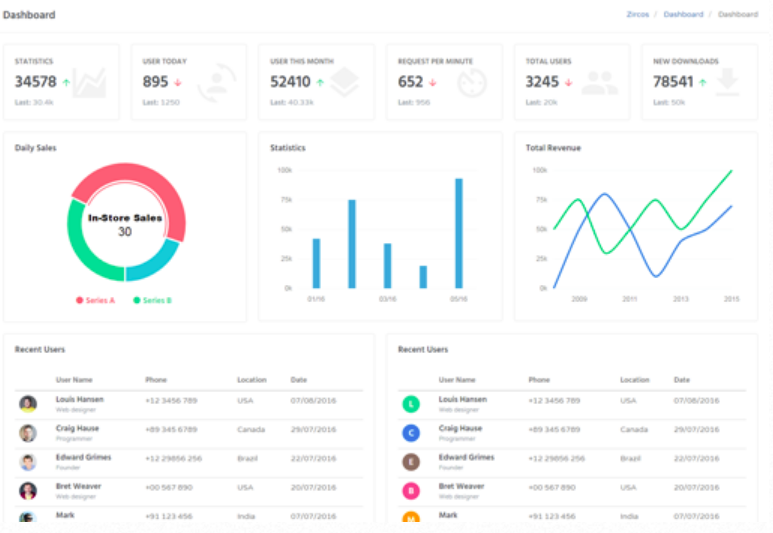 Dashboard
Zircos / Dashboard / Dashboard
STATISTICS
34578
Last: 30.4k
USER TODAY
895
Last: 1250
USER THIS MONTH
52410
Last: 40.33k
REQUEST PER MINUTE
652
Last: 956
TOTAL USERS
3245
Last: 20k
NEW DOWNLOADS
78541
Last: 50k
Daily Sales
In-Store Sales
30
Series A
Series B
Statistics
100k
75k
50k
25k
0k
01/16 03/16 05/16
Total Revenue
100k
75k
50k
25k
0k
2009 2011 2013 2015
Recent Users
User Name Phone Location Date
Louis Hansen +12 3456 789 USA 07/08/2016
Web designer
Craig Hause +89 345 6789 Canada 29/07/2016
Programmer
Edward Grimes +12 29856 256 Brazil 22/07/2016
Founder
Bret Weaver +00 567 890 USA 20/07/2016
Web designer
Mark +91 123 456 India 07/07/2016
Recent Users
User Name Phone Location Date
L Louis Hansen +12 3456 789 USA 07/08/2016
Web designer
C Craig Hause +89 345 6789 Canada 29/07/2016
Programmer
E Edward Grimes +12 29856 256 Brazil 22/07/2016
Founder
B Bret Weaver +00 567 890 USA 20/07/2016
Web designer
M Mark +91 123 456 India 07/07/2016